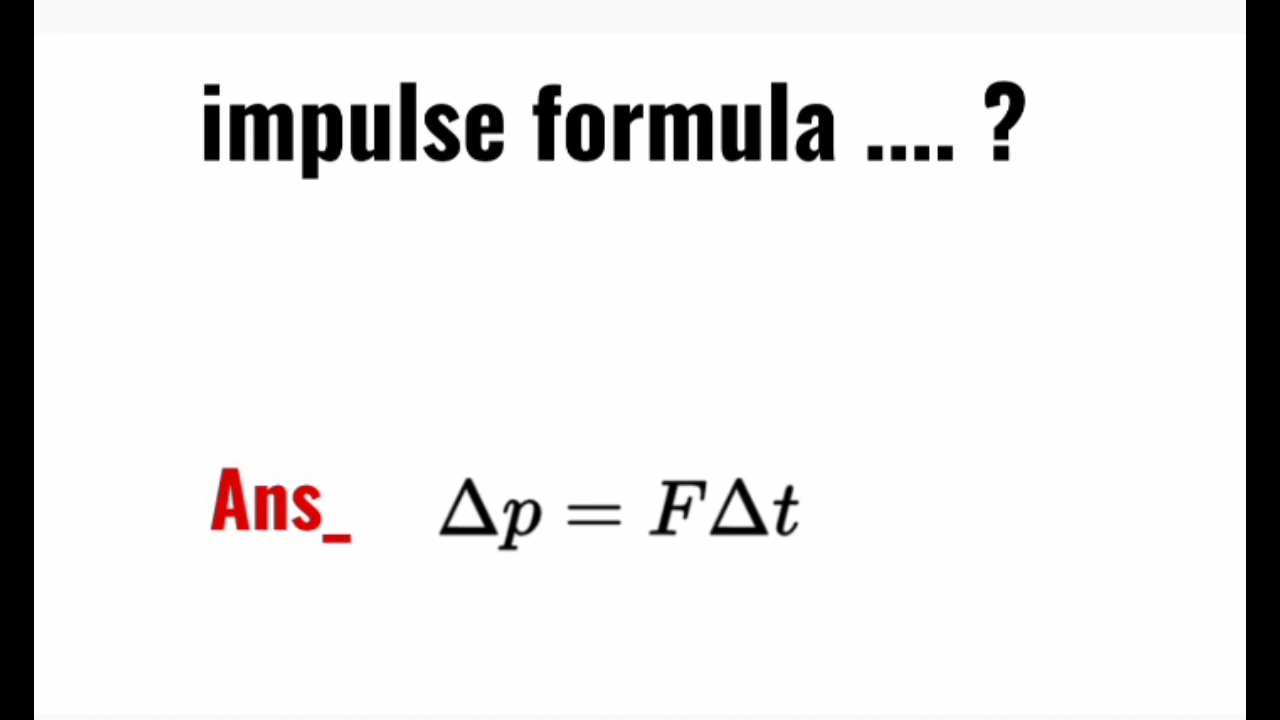 impulse formula .... ?
Ans_ Δp = FΔt